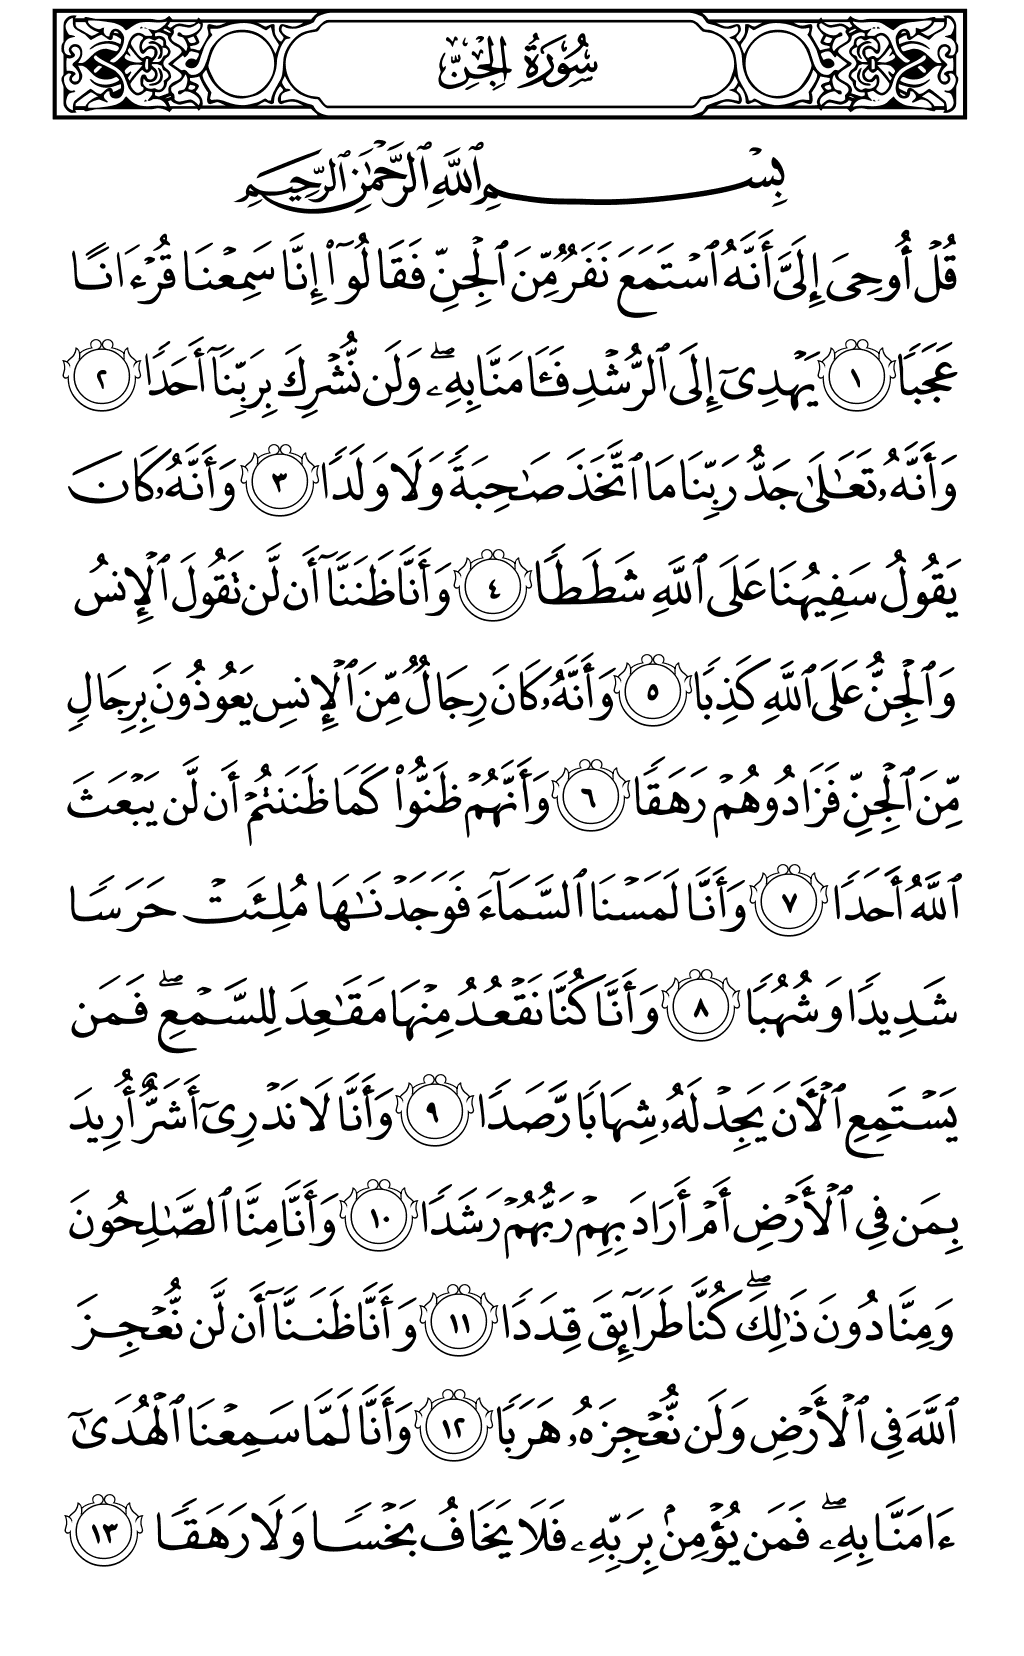 سُورَةُ الجِنِّ
بِسْمِ ٱللَّهِ ٱلرَّحْمَٰنِ ٱلرَّحِيمِ
قُلْ أُوحِىَ إِلَىَّ أَنَّهُ ٱسْتَمَعَ نَفَرٌ مِّنَ ٱلْجِنِّ فَقَالُوٓا۟ إِنَّا سَمِعْنَا قُرْءَانًا
عَجَبًا ١ يَهْدِىٓ إِلَى ٱلرُّشْدِ فَـَٔامَنَّا بِهِۦ ۖ وَلَن نُّشْرِكَ بِرَبِّنَآ أَحَدًا ٢
وَأَنَّهُۥ تَعَٰلَىٰ جَدُّ رَبِّنَا مَا ٱتَّخَذَ صَٰحِبَةً وَلَا وَلَدًا ٣ وَأَنَّهُۥ كَانَ
يَقُولُ سَفِيهُنَا عَلَى ٱللَّهِ شَطَطًا ٤ وَأَنَّا ظَنَنَّآ أَن لَّن تَقُولَ ٱلْإِنسُ
وَٱلْجِنُّ عَلَى ٱللَّهِ كَذِبًا ٥ وَأَنَّهُۥ كَانَ رِجَالٌ مِّنَ ٱلْإِنسِ يَعُوذُونَ بِرِجَالٍ
مِّنَ ٱلْجِنِّ فَزَادُوهُمْ رَهَقًا ٦ وَأَنَّهُمْ ظَنُّوا۟ كَمَا ظَنَنتُمْ أَن لَّن يَبْعَثَ
ٱللَّهُ أَحَدًا ٧ وَأَنَّا لَمَسْنَا ٱلسَّمَآءَ فَوَجَدْنَٰهَا مُلِئَتْ حَرَسًا
شَدِيدًا وَشُهُبًا ٨ وَأَنَّا كُنَّا نَقْعُدُ مِنْهَا مَقَٰعِدَ لِلسَّمْعِ ۖ فَمَن
يَسْتَمِعِ ٱلْـَٔانَ يَجِدْ لَهُۥ شِهَابًا رَّصَدًا ٩ وَأَنَّا لَا نَدْرِىٓ أَشَرٌّ أُرِيدَ
بِمَن فِى ٱلْأَرْضِ أَمْ أَرَادَ بِهِمْ رَبُّهُمْ رَشَدًا ١٠ وَأَنَّا مِنَّا ٱلصَّٰلِحُونَ
وَمِنَّا دُونَ ذَٰلِكَ ۖ كُنَّا طَرَآئِقَ قِدَدًا ١١ وَأَنَّا ظَنَنَّآ أَن لَّن نُّعْجِزَ
ٱللَّهَ فِى ٱلْأَرْضِ وَلَن نُّعْجِزَهُۥ هَرَبًا ١٢ وَأَنَّا لَمَّا سَمِعْنَا ٱلْهُدَىٰٓ
ءَامَنَّا بِهِۦ ۖ فَمَن يُؤْمِنۢ بِرَبِّهِۦ فَلَا يَخَافُ بَخْسًا وَلَا رَهَقًا ١٣